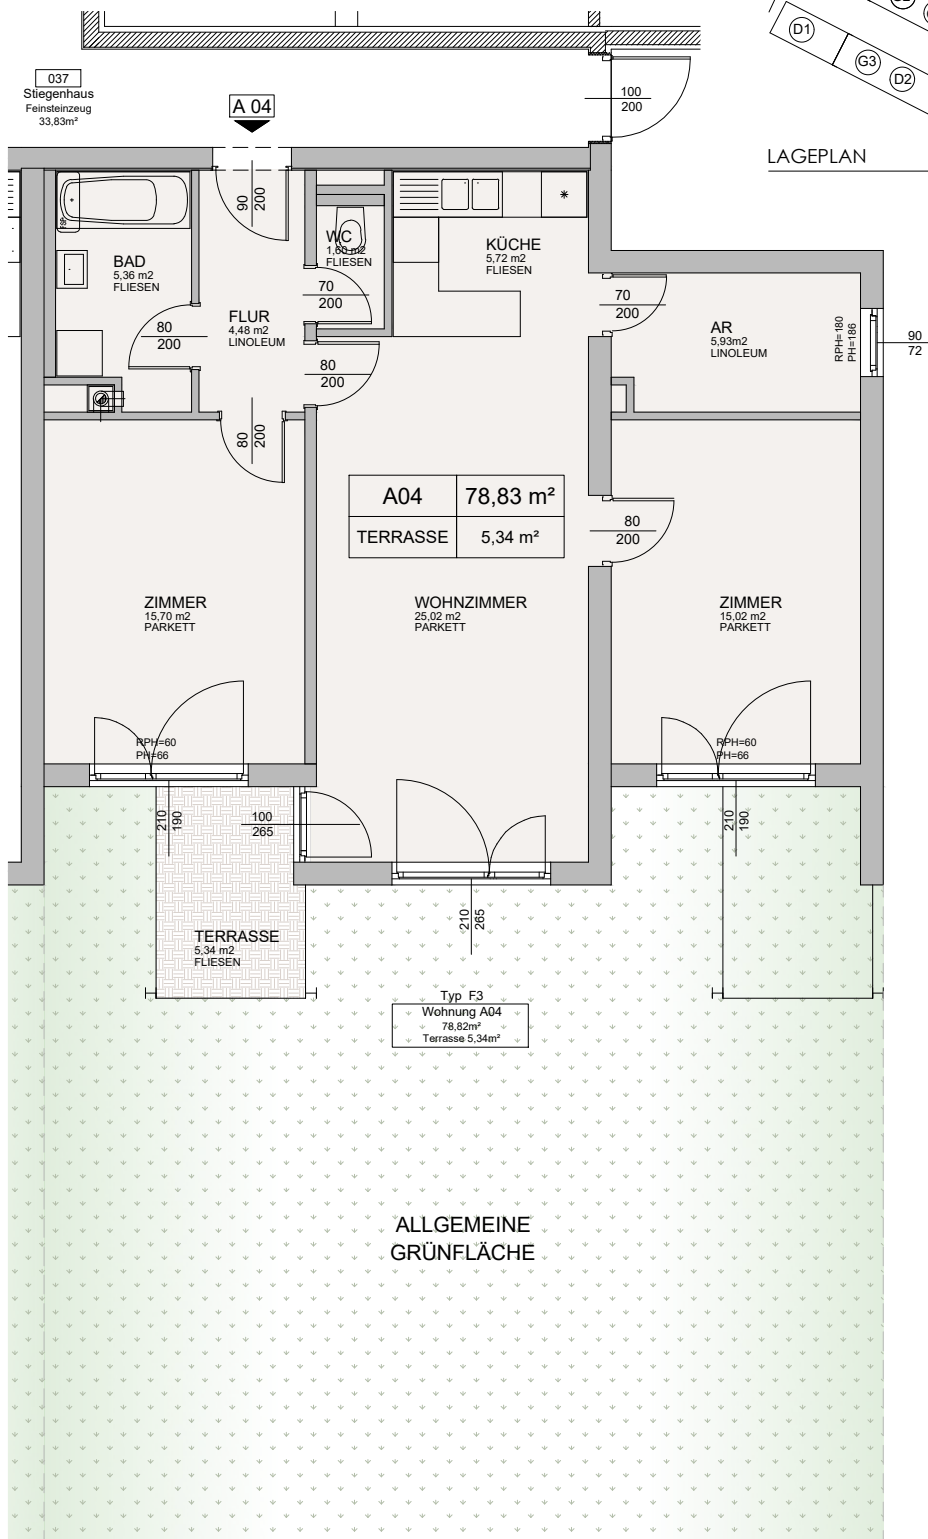 D1
G3
D2
LAGEPLAN
037
Stiegenhaus
Feinsteinzeug
33,83m²
A 04
100
200
90
200
BAD
5,36 m2
FLIESEN
FSP
WC
1,60 m2
FLIESEN
KÜCHE
5,72 m2
FLIESEN
*
70
200
70
200
FLUR
4,48 m2
LINOLEUM
80
200
80
200
80
200
AR
5,93m2
LINOLEUM
RPH=180
PH=186
90
72
A04
78,83 m²
TERRASSE
5,34 m²
80
200
ZIMMER
15,70 m2
PARKETT
WOHNZIMMER
25,02 m2
PARKETT
ZIMMER
15,02 m2
PARKETT
RPH=60
PH=66
RPH=60
PH=66
210
190
100
265
210
190
210
265
TERRASSE
5,34 m2
FLIESEN
Typ F3
Wohnung A04
78,82m²
Terrasse 5,34m²
ALLGEMEINE
GRÜNFLÄCHE